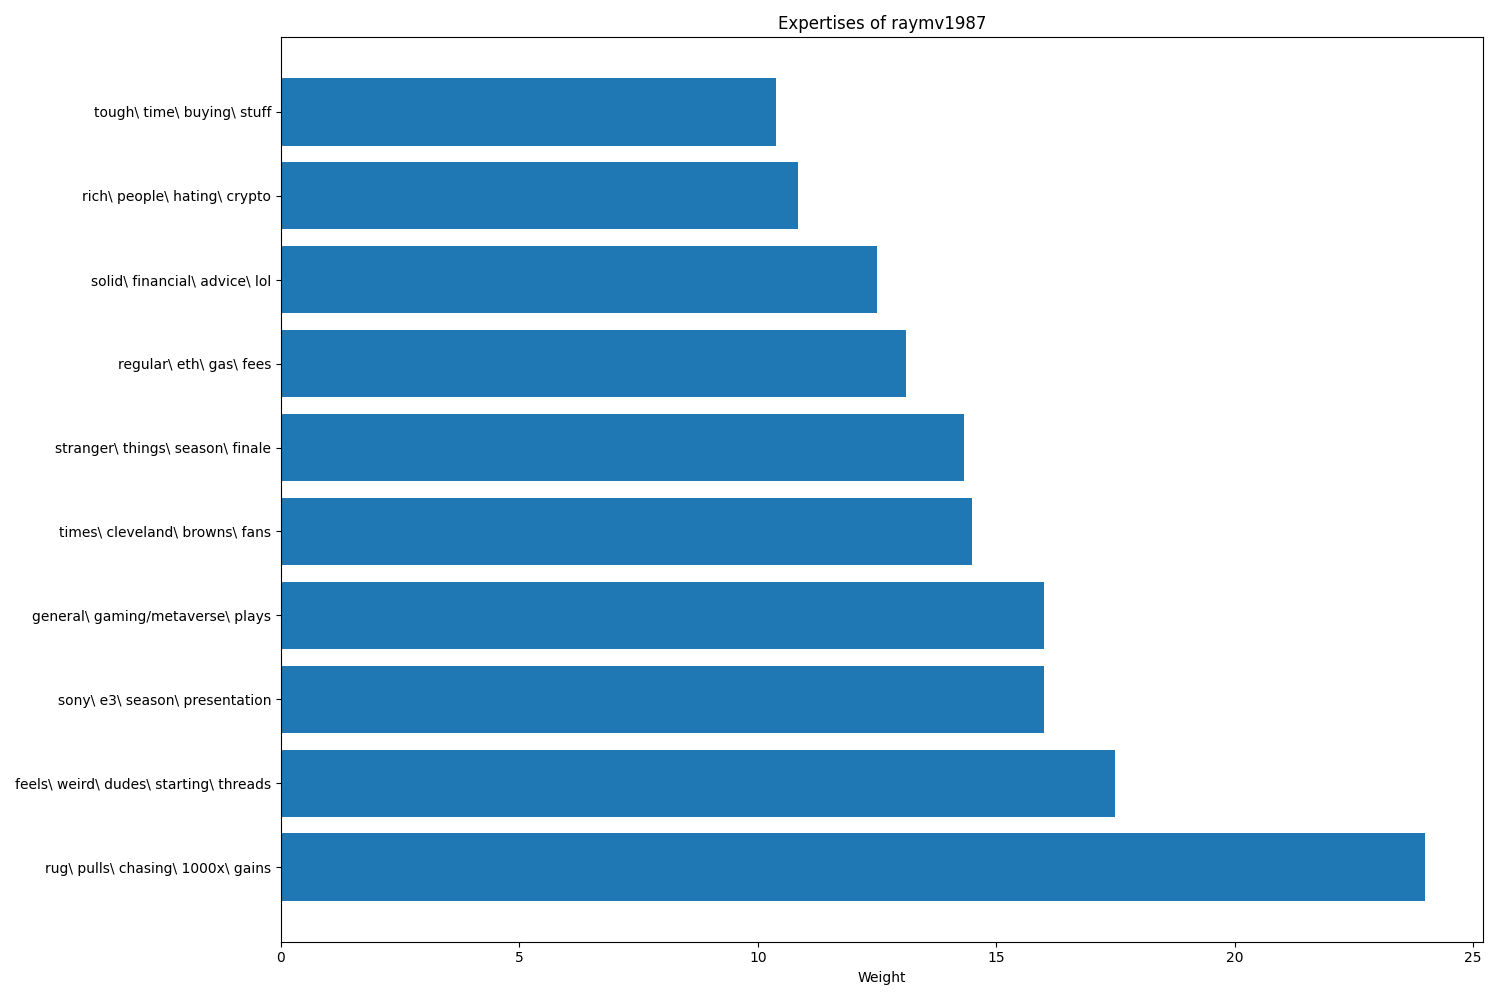 Expertises of raymv1987
tough\ time\ buying\ stuff
rich\ people\ hating\ crypto
solid\ financial\ advice\ lol
regular\ eth\ gas\ fees
stranger\ things\ season\ finale
times\ cleveland\ browns\ fans
general\ gaming/metaverse\ plays
sony\ e3\ season\ presentation
feels\ weird\ dudes\ starting\ threads
rug\ pulls\ chasing\ 1000x\ gains
0 5 10 15 20 25
Weight